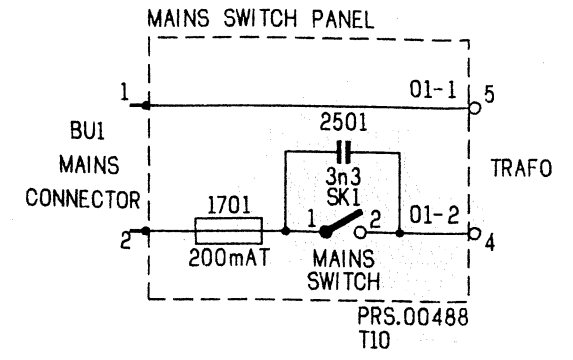 MAINS SWITCH PANEL
1
01-1
5
2501
BU1
MAINS
CONNECTOR
TRAFO
3n3
SK1
1701
1
2
01-2
2
4
200mAT
MAINS
SWITCH
PRS.00488
T10